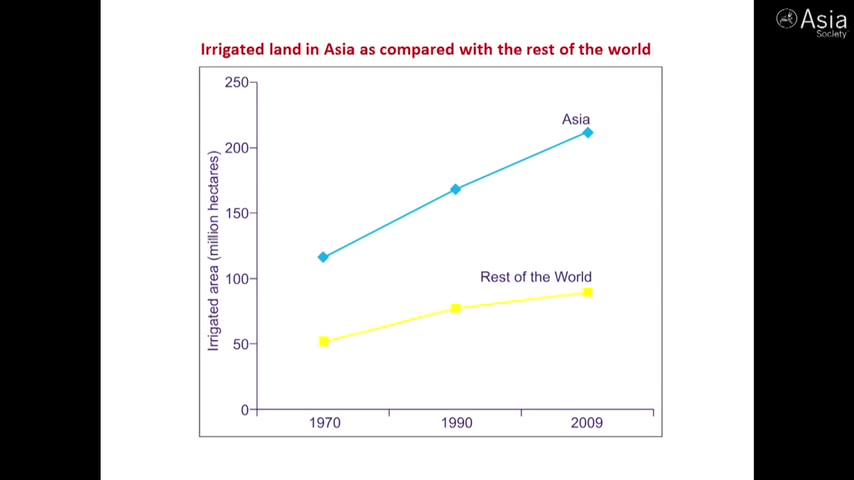 Asia
Society
Irrigated land in Asia as compared with the rest of the world
250
200
150
100
50
0
Irrigated area (million hectares)
Asia
Rest of the World
1970 1990 2009